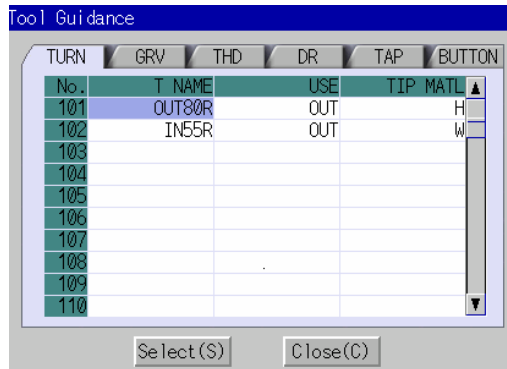 Tool Guidance
TURN GRV THD DR TAP BUTTON
No. T NAME USE TIP MATL
101 OUT80R OUT H
102 IN55R OUT W
103
104
105
106
107
108
109
110
Select(S) Close(C)